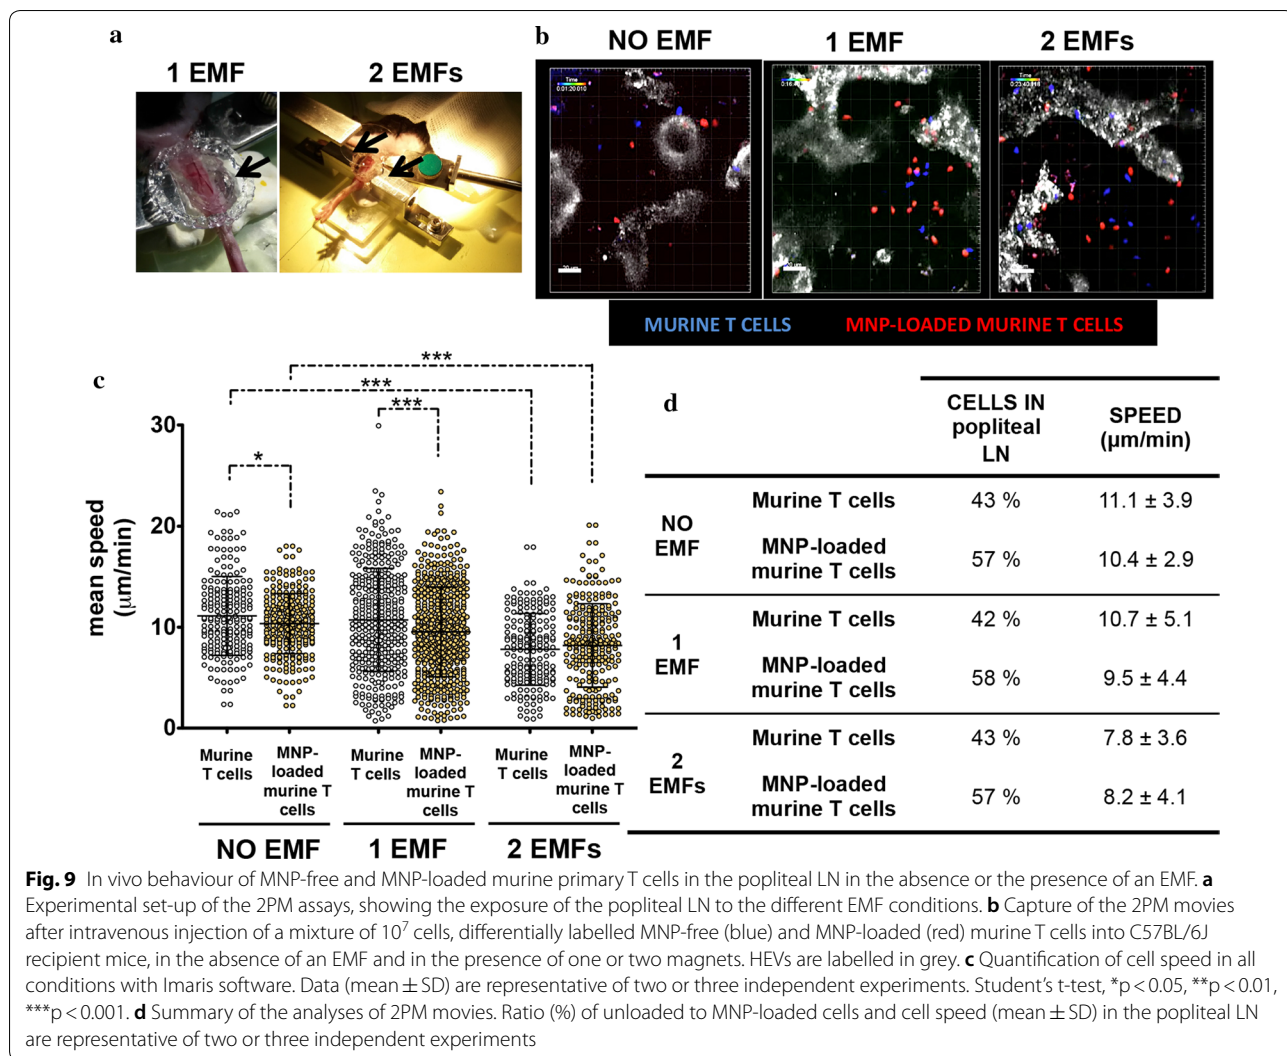 a
1 EMF
2 EMFs
b
NO EMF
1 EMF
2 EMFs
Time
0:01:20.010
Time
Time
20 µm
MURINE T CELLS
MNP-LOADED MURINE T CELLS
c
***
***
***
*
mean speed
(µm/min)
30
20
10
0
Murine
T cells
MNP-
loaded
murine T
cells
Murine
T cells
MNP-
loaded
murine T
cells
Murine
T cells
MNP-
loaded
murine T
cells
NO EMF
1 EMF
2 EMFs
d
CELLS IN
popliteal
LN
SPEED
(µm/min)
NO
EMF
Murine T cells
43 %
11.1 ± 3.9
MNP-loaded
murine T cells
57 %
10.4 ± 2.9
1
EMF
Murine T cells
42 %
10.7 ± 5.1
MNP-loaded
murine T cells
58 %
9.5 ± 4.4
2
EMFs
Murine T cells
43 %
7.8 ± 3.6
MNP-loaded
murine T cells
57 %
8.2 ± 4.1
Fig. 9 In vivo behaviour of MNP-free and MNP-loaded murine primary T cells in the popliteal LN in the absence or the presence of an EMF. a
Experimental set-up of the 2PM assays, showing the exposure of the popliteal LN to the different EMF conditions. b Capture of the 2PM movies
after intravenous injection of a mixture of 10⁷ cells, differentially labelled MNP-free (blue) and MNP-loaded (red) murine T cells into C57BL/6J
recipient mice, in the absence of an EMF and in the presence of one or two magnets. HEVs are labelled in grey. c Quantification of cell speed in all
conditions with Imaris software. Data (mean ± SD) are representative of two or three independent experiments. Student's t-test, *p < 0.05, **p < 0.01,
***p < 0.001. d Summary of the analyses of 2PM movies. Ratio (%) of unloaded to MNP-loaded cells and cell speed (mean ± SD) in the popliteal LN
are representative of two or three independent experiments